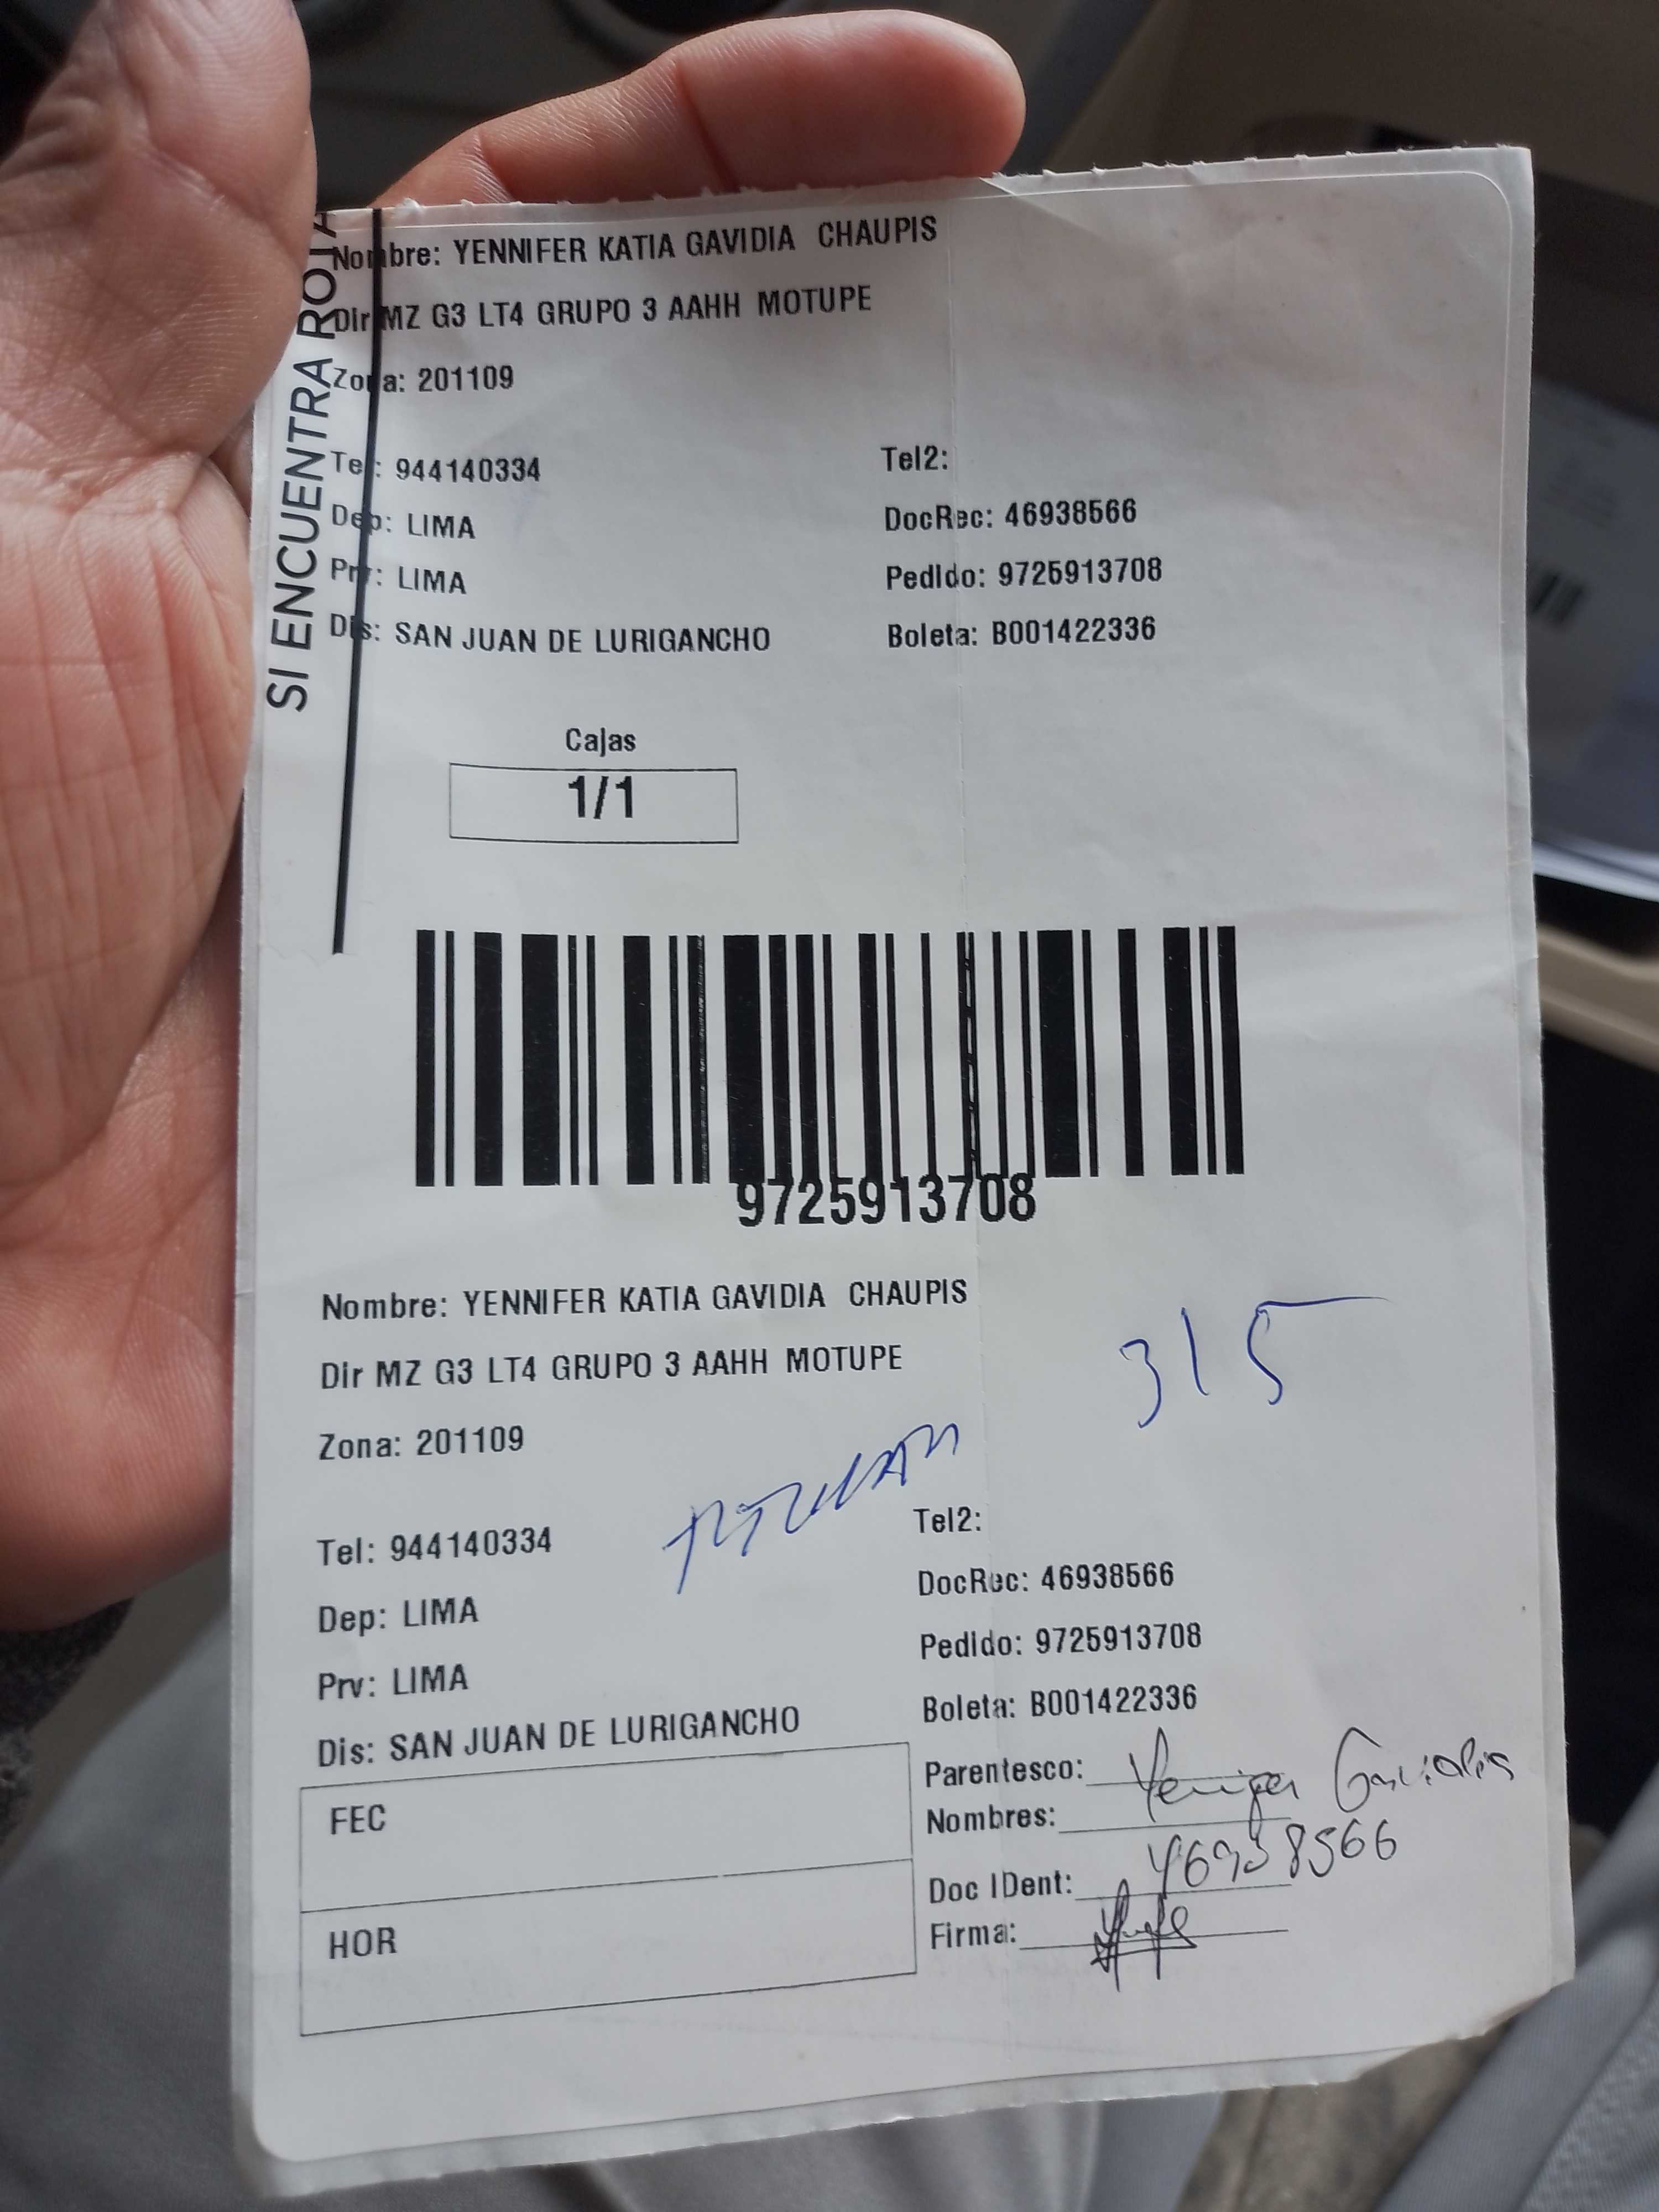 SI ENCUENTRA ROTA
Nombre: YENNIFER KATIA GAVIDIA CHAUPIS
Dir MZ G3 LT4 GRUPO 3 AAHH MOTUPE
Zona: 201109
Tel: 944140334 Tel2:
Dep: LIMA DocRec: 46938566
Prv: LIMA Pedido: 9725913708
Dis: SAN JUAN DE LURIGANCHO Boleta: B001422336
Cajas
1/1
9725913708
Nombre: YENNIFER KATIA GAVIDIA CHAUPIS
Dir MZ G3 LT4 GRUPO 3 AAHH MOTUPE
315
Zona: 201109
Tel: 944140334 Tel2:
DocRec: 46938566
Dep: LIMA Pedido: 9725913708
Prv: LIMA Boleta: B001422336
Dis: SAN JUAN DE LURIGANCHO
Parentesco: Yenifer Gavidia
Nombres:
Doc IDent: 46938566
Firma:
FEC
HOR